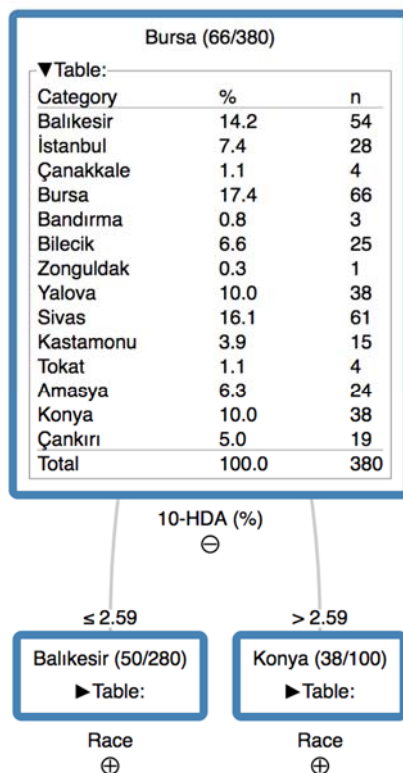 Bursa (66/380)
▼Table:
Category % n
Balıkesir 14.2 54
İstanbul 7.4 28
Çanakkale 1.1 4
Bursa 17.4 66
Bandırma 0.8 3
Bilecik 6.6 25
Zonguldak 0.3 1
Yalova 10.0 38
Sivas 16.1 61
Kastamonu 3.9 15
Tokat 1.1 4
Amasya 6.3 24
Konya 10.0 38
Çankırı 5.0 19
Total 100.0 380
10-HDA (%)
⊖
≤ 2.59 > 2.59
Balıkesir (50/280) Konya (38/100)
▶Table: ▶Table:
Race Race
⊕ ⊕